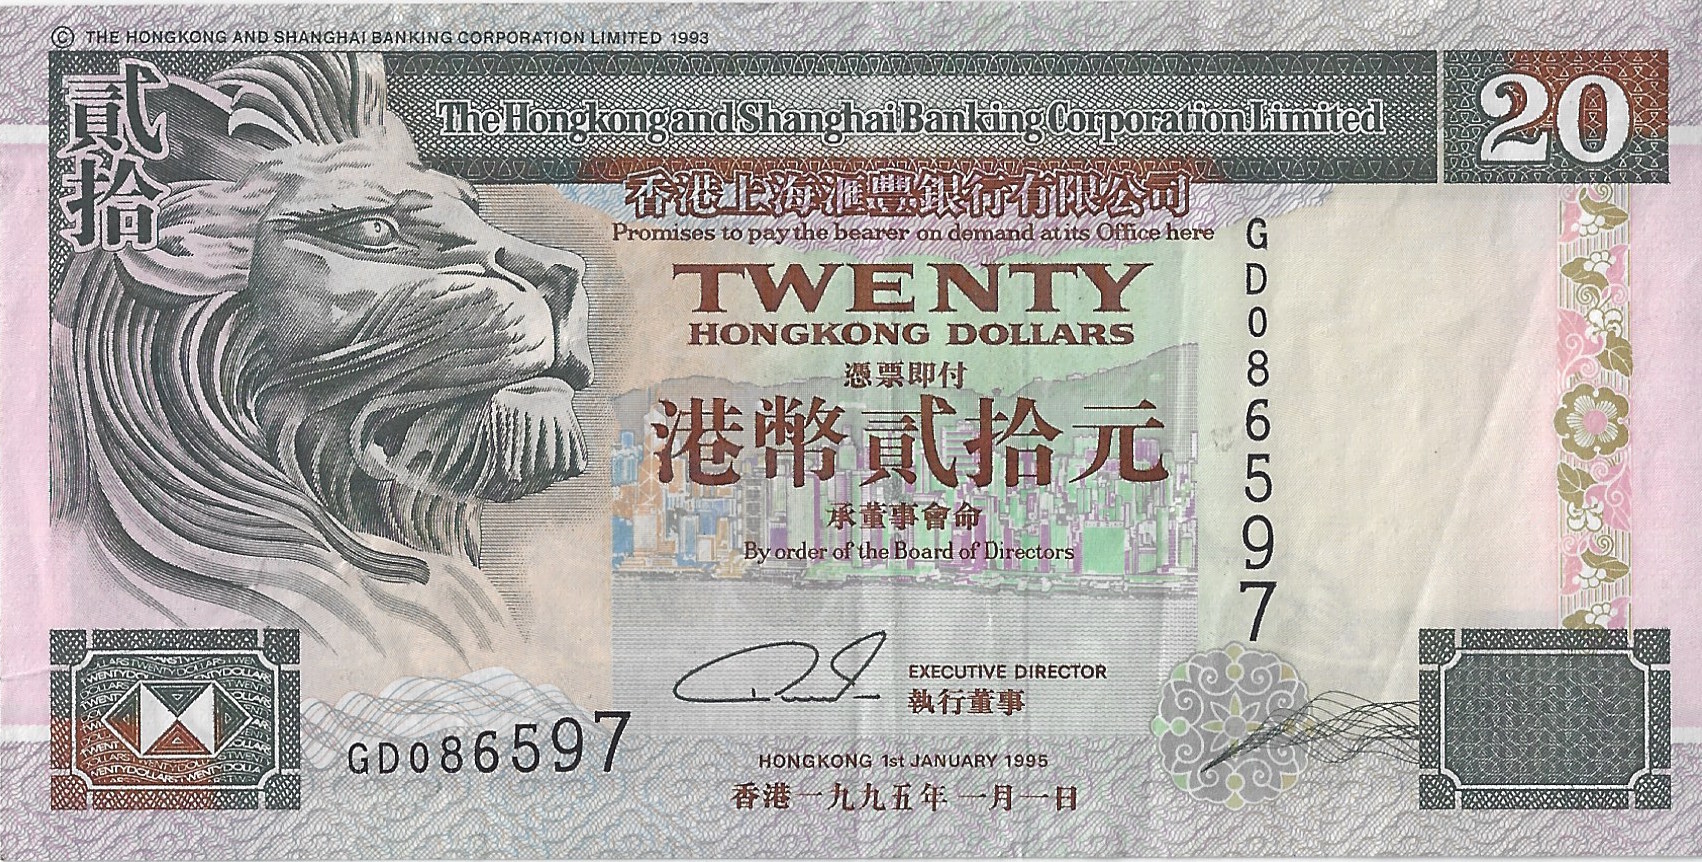 © THE HONGKONG AND SHANGHAI BANKING CORPORATION LIMITED 1993
貳拾
The Hongkong and Shanghai Banking Corporation Limited
20
香港上海滙豐銀行有限公司
Promises to pay the bearer on demand at its Office here
TWENTY
HONGKONG DOLLARS
憑票即付
港幣貳拾元
承董事會命
By order of the Board of Directors
GD086597
EXECUTIVE DIRECTOR
執行董事
GD086597
HONGKONG 1st JANUARY 1995
香港一九九五年一月一日